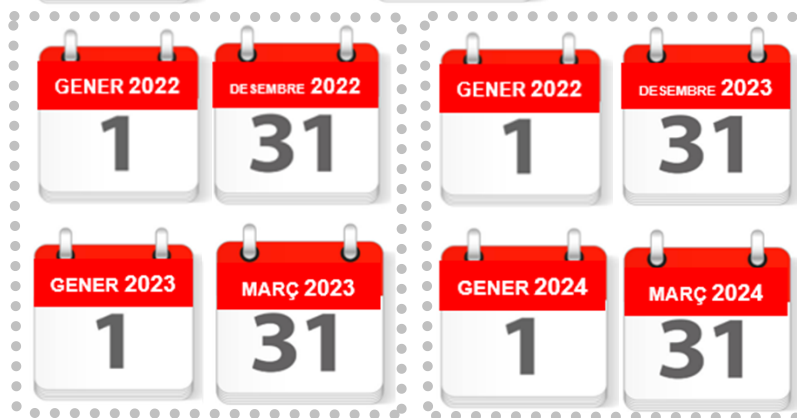 GENER 2022
1
DESEMBRE 2022
31
GENER 2023
1
MARÇ 2023
31
GENER 2022
1
DESEMBRE 2023
31
GENER 2024
1
MARÇ 2024
31